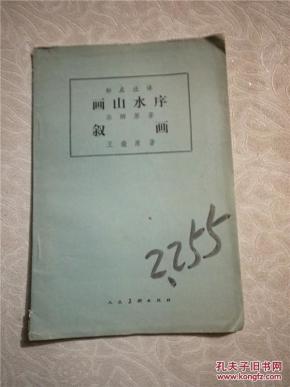 标点注译
画山水序
宗炳原著
叙画
王微原著
2255
人民美术出版社
孔夫子旧书网